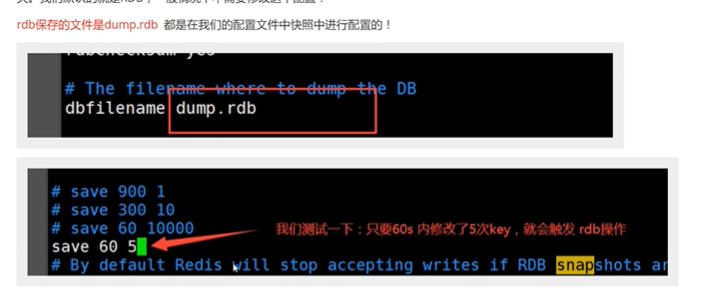 rdb保存的文件是dump.rdb 都是在我们的配置文件中快照中进行配置的！
# The filename where to dump the DB
dbfilename dump.rdb
# save 900 1
# save 300 10
# save 60 10000
我们测试一下：只要60s 内修改了5次key，就会触发 rdb操作
save 60 5
# By default Redis will stop accepting writes if RDB snapshots ar